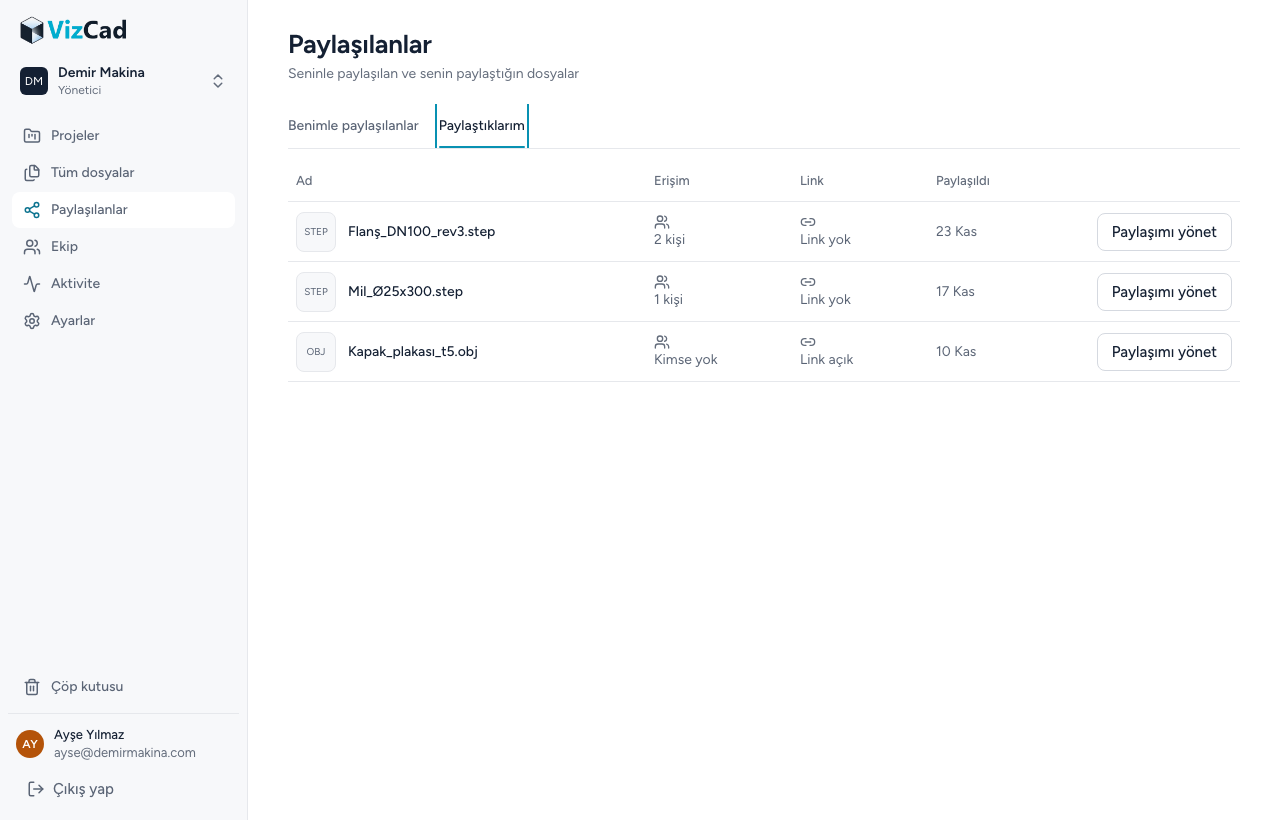 VizCad
DM
Demir Makina
Yönetici
Projeler
Tüm dosyalar
Paylaşılanlar
Ekip
Aktivite
Ayarlar
Çöp kutusu
AY
Ayşe Yılmaz
ayse@demirmakina.com
Çıkış yap
Paylaşılanlar
Seninle paylaşılan ve senin paylaştığın dosyalar
Benimle paylaşılanlar Paylaştıklarım
Ad Erişim Link Paylaşıldı
STEP Flanş_DN100_rev3.step 2 kişi Link yok 23 Kas Paylaşımı yönet
STEP Mil_Ø25x300.step 1 kişi Link yok 17 Kas Paylaşımı yönet
OBJ Kapak_plakası_t5.obj Kimse yok Link açık 10 Kas Paylaşımı yönet